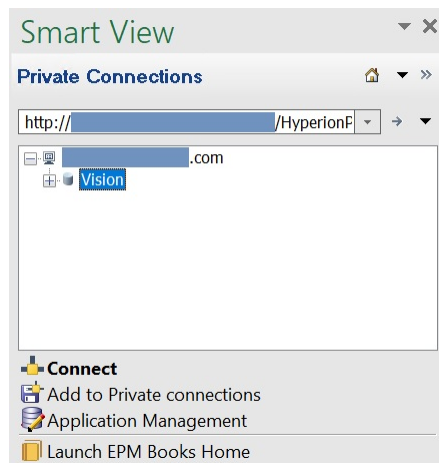 Smart View
Private Connections
http:// /HyperionP
.com
Vision
Connect
Add to Private connections
Application Management
Launch EPM Books Home